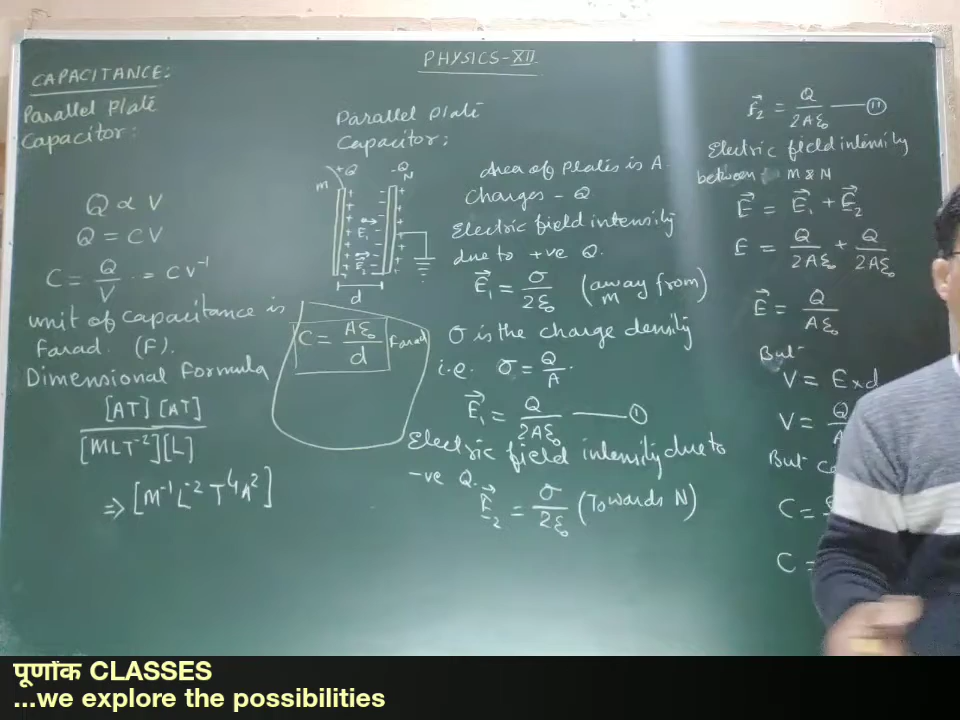 PHYSICS-XII
CAPACITANCE:
Parallel Plate
Capacitor:
Q ∝ V
Q = CV
C = Q/V = CV⁻¹
unit of capacitance is
Farad. (F).
Dimensional Formula
[AT][AT]/[MLT⁻²][L]
⇒ [M⁻¹L⁻²T⁴A²]
Parallel Plate
Capacitor:
M +Q -Q N
E₁
E₂
d
C = Aε₀/d Farad
Area of Plates is A.
Charges - Q
Electric field intensity
due to +ve Q.
E⃗₁ = σ/2ε₀ (away from M)
σ is the charge density
i.e. σ = Q/A.
E⃗₁ = Q/2Aε₀ —— (I)
Electric field intensity due to
-ve Q.
E⃗₂ = σ/2ε₀ (Towards N)
E⃗₂ = Q/2Aε₀ —— (II)
Electric field intensity
between M & N
E⃗ = E⃗₁ + E⃗₂
E = Q/2Aε₀ + Q/2Aε₀
E⃗ = Q/Aε₀
But
V = E×d
V = Q
But
C =
C =
पूर्णांक CLASSES
...we explore the possibilities